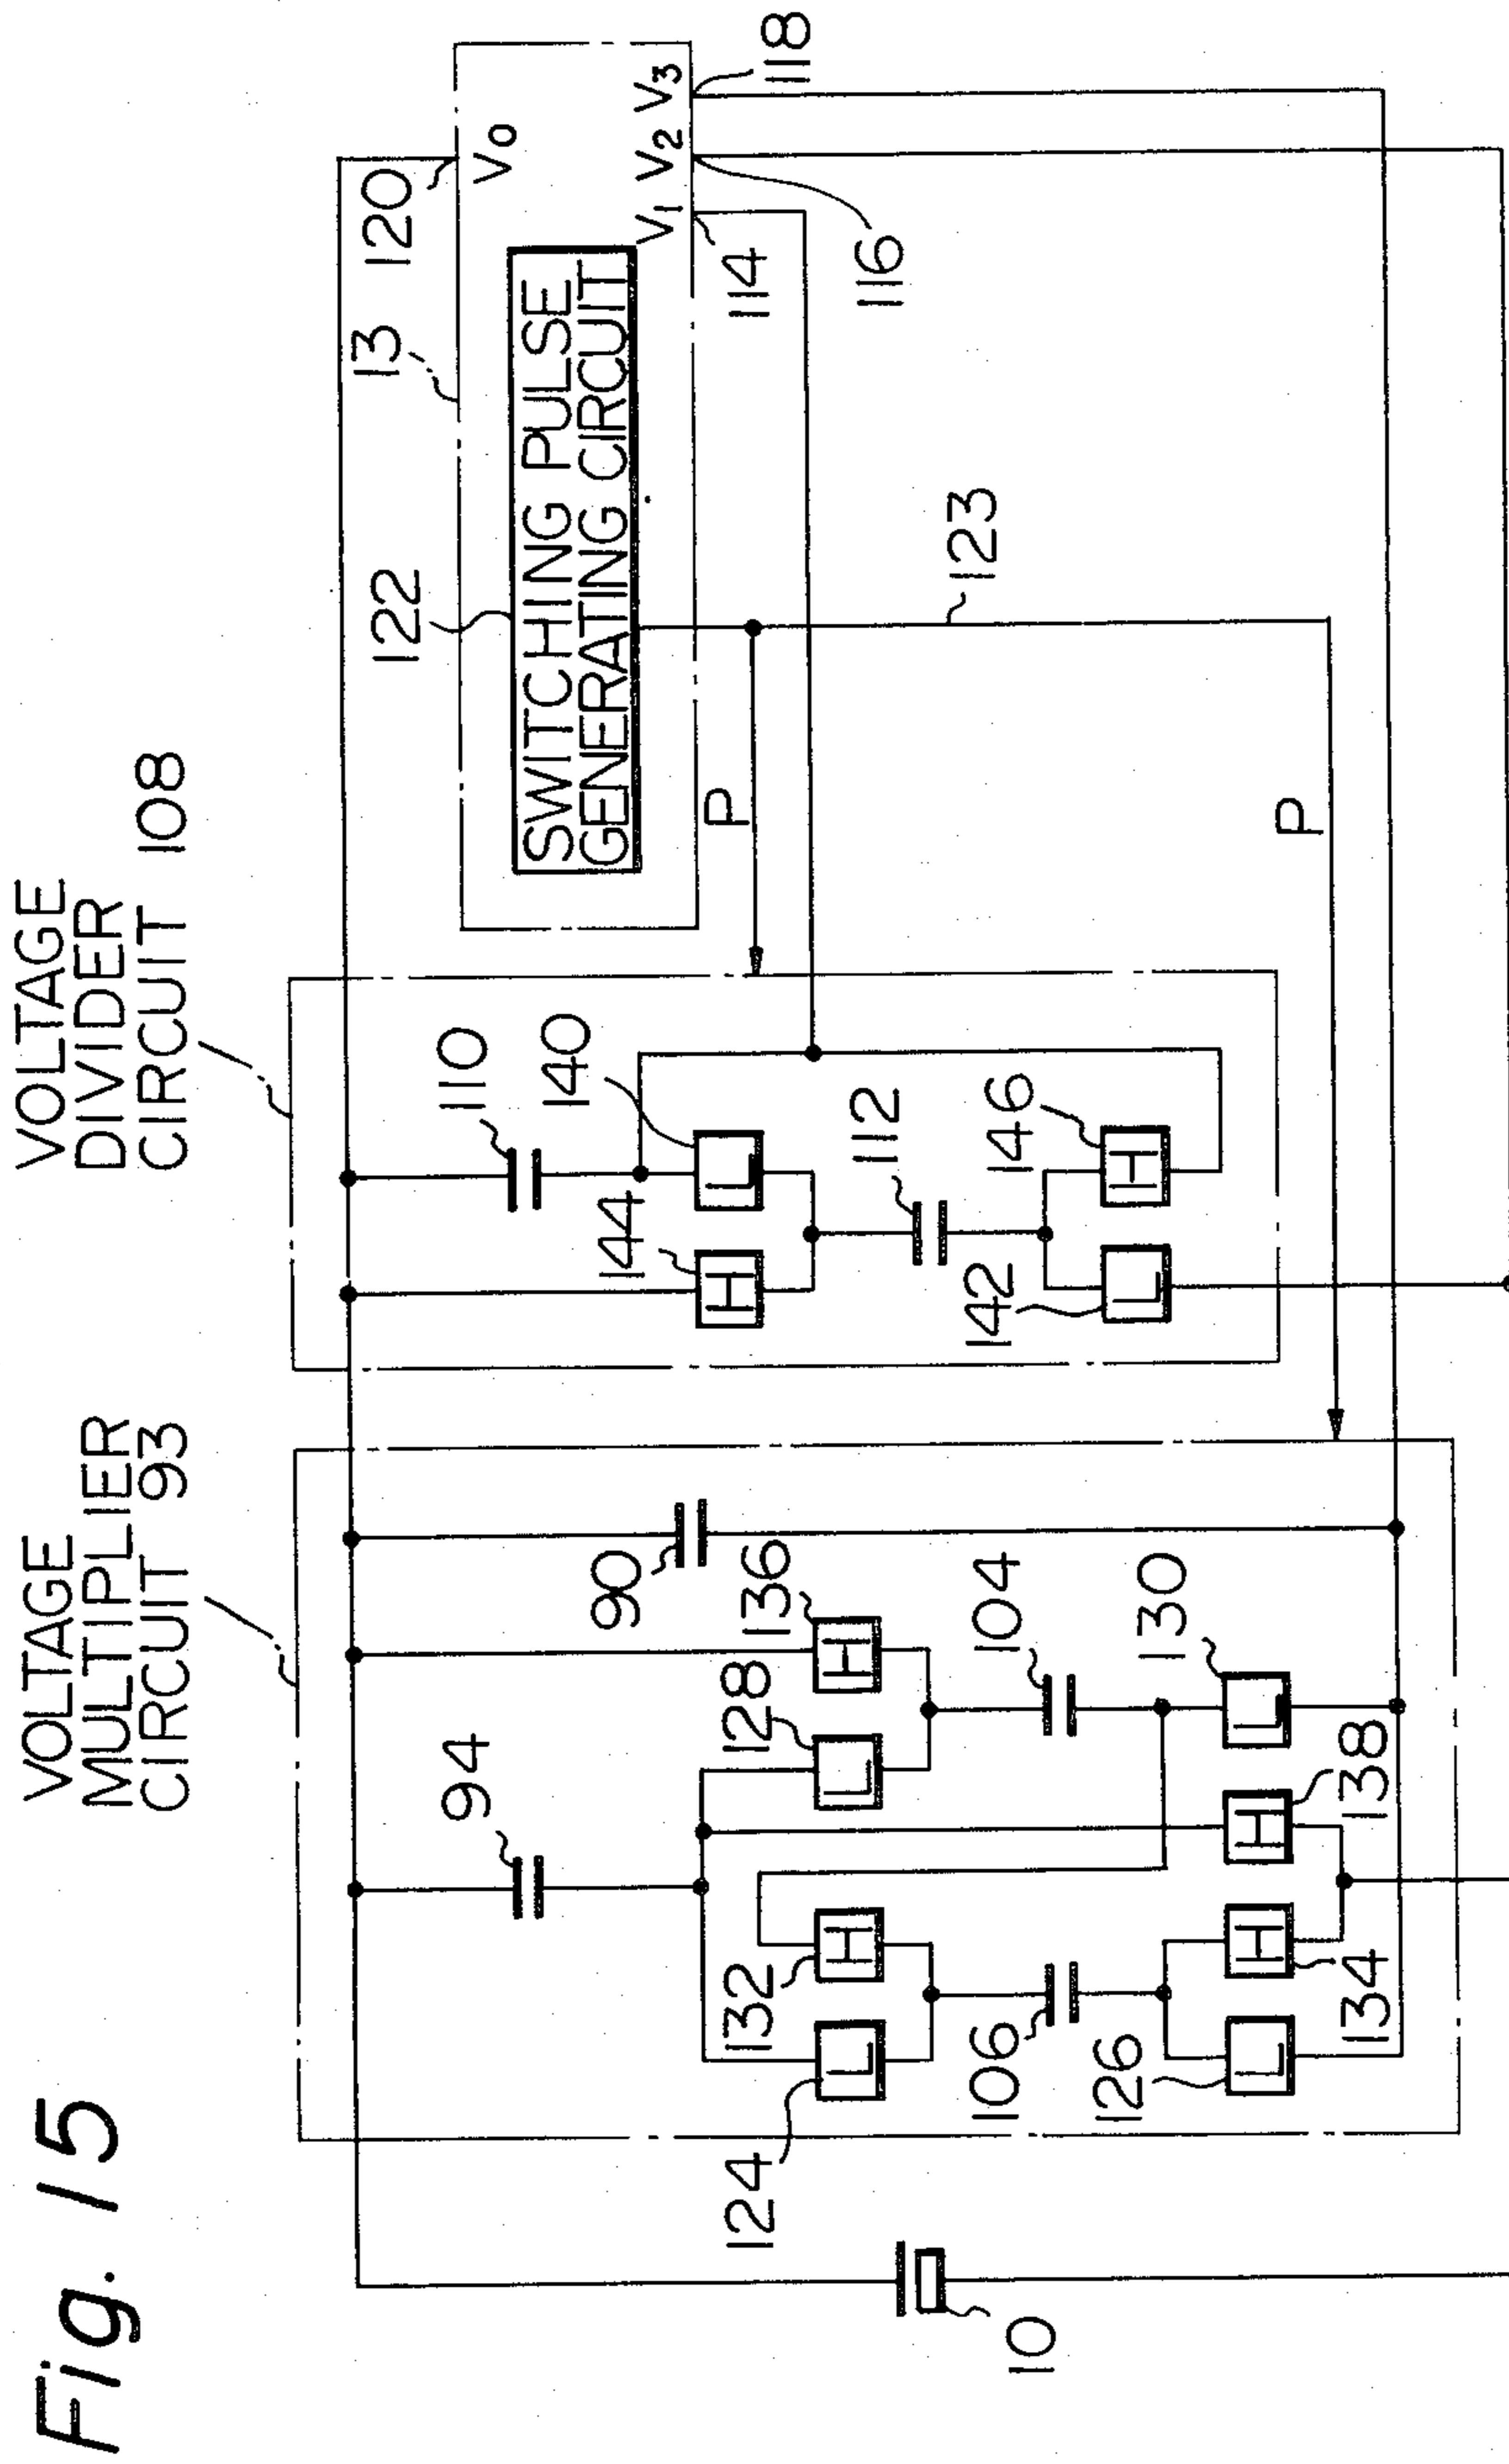 Fig. 15
VOLTAGE
MULTIPLIER
CIRCUIT 93
VOLTAGE
DIVIDER
CIRCUIT 108
10
94
90
124
132
128
136
106
104
126
134
138
130
110
144
140
112
142
146
13
120
V0
122
SWITCHING PULSE
GENERATING CIRCUIT
V1 V2 V3
114
116
118
P
123
P
L
H
L
H
L
H
H
L
H
L
L
H